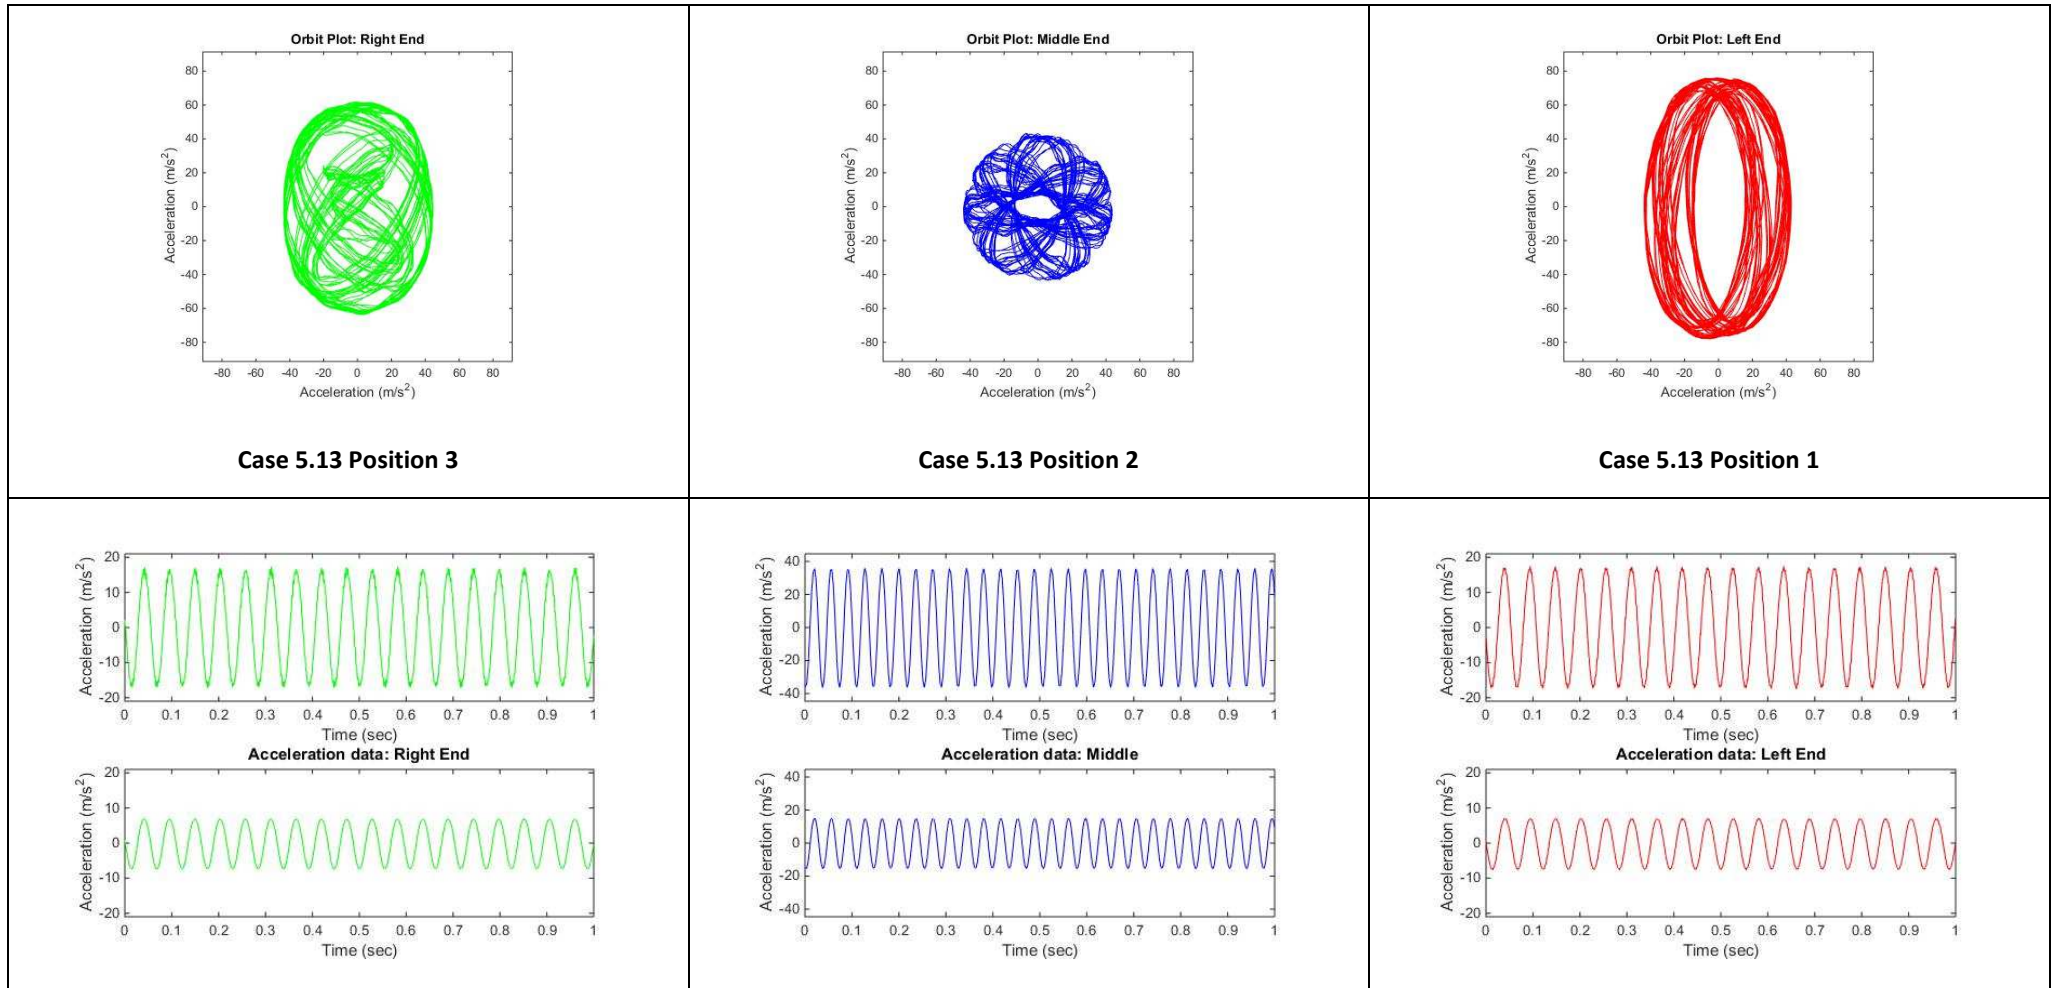 Orbit Plot: Right End
Acceleration (m/s²)
80
60
40
20
0
-20
-40
-60
-80
-80 -60 -40 -20 0 20 40 60 80
Acceleration (m/s²)
Case 5.13 Position 3
Orbit Plot: Middle End
Acceleration (m/s²)
80
60
40
20
0
-20
-40
-60
-80
-80 -60 -40 -20 0 20 40 60 80
Acceleration (m/s²)
Case 5.13 Position 2
Orbit Plot: Left End
Acceleration (m/s²)
80
60
40
20
0
-20
-40
-60
-80
-80 -60 -40 -20 0 20 40 60 80
Acceleration (m/s²)
Case 5.13 Position 1
Acceleration (m/s²)
20
10
0
-10
-20
0 0.1 0.2 0.3 0.4 0.5 0.6 0.7 0.8 0.9 1
Time (sec)
Acceleration data: Right End
Acceleration (m/s²)
20
10
0
-10
-20
0 0.1 0.2 0.3 0.4 0.5 0.6 0.7 0.8 0.9 1
Time (sec)
Acceleration (m/s²)
40
20
0
-20
-40
0 0.1 0.2 0.3 0.4 0.5 0.6 0.7 0.8 0.9 1
Time (sec)
Acceleration data: Middle
Acceleration (m/s²)
40
20
0
-20
-40
0 0.1 0.2 0.3 0.4 0.5 0.6 0.7 0.8 0.9 1
Time (sec)
Acceleration (m/s²)
20
10
0
-10
-20
0 0.1 0.2 0.3 0.4 0.5 0.6 0.7 0.8 0.9 1
Time (sec)
Acceleration data: Left End
Acceleration (m/s²)
20
10
0
-10
-20
0 0.1 0.2 0.3 0.4 0.5 0.6 0.7 0.8 0.9 1
Time (sec)